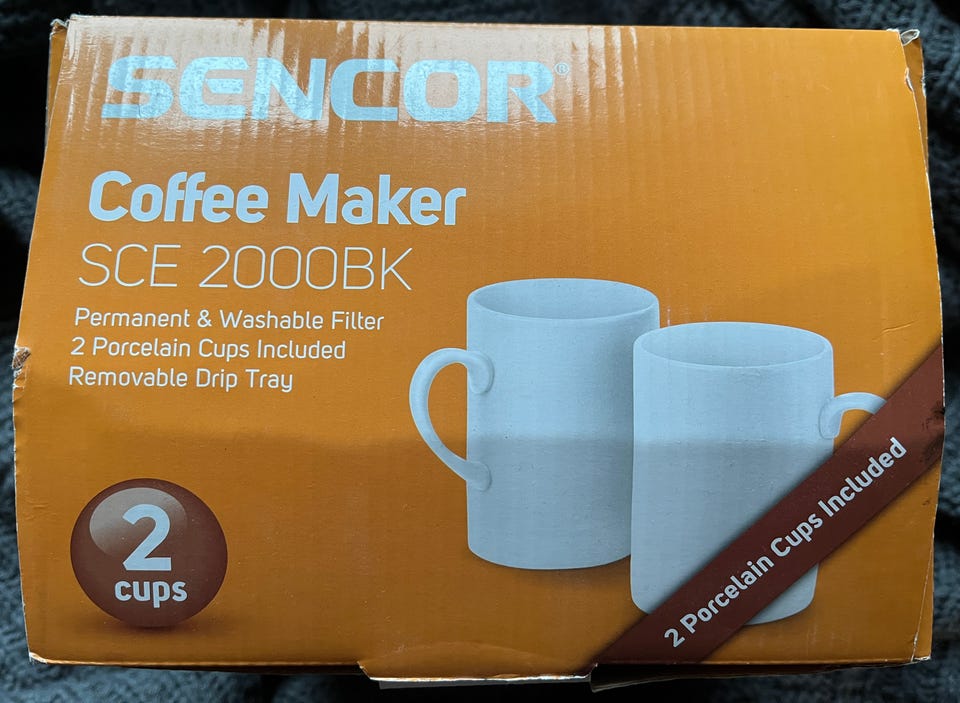 SENCOR®
Coffee Maker
SCE 2000BK
Permanent & Washable Filter
2 Porcelain Cups Included
Removable Drip Tray
2
cups
2 Porcelain Cups Included